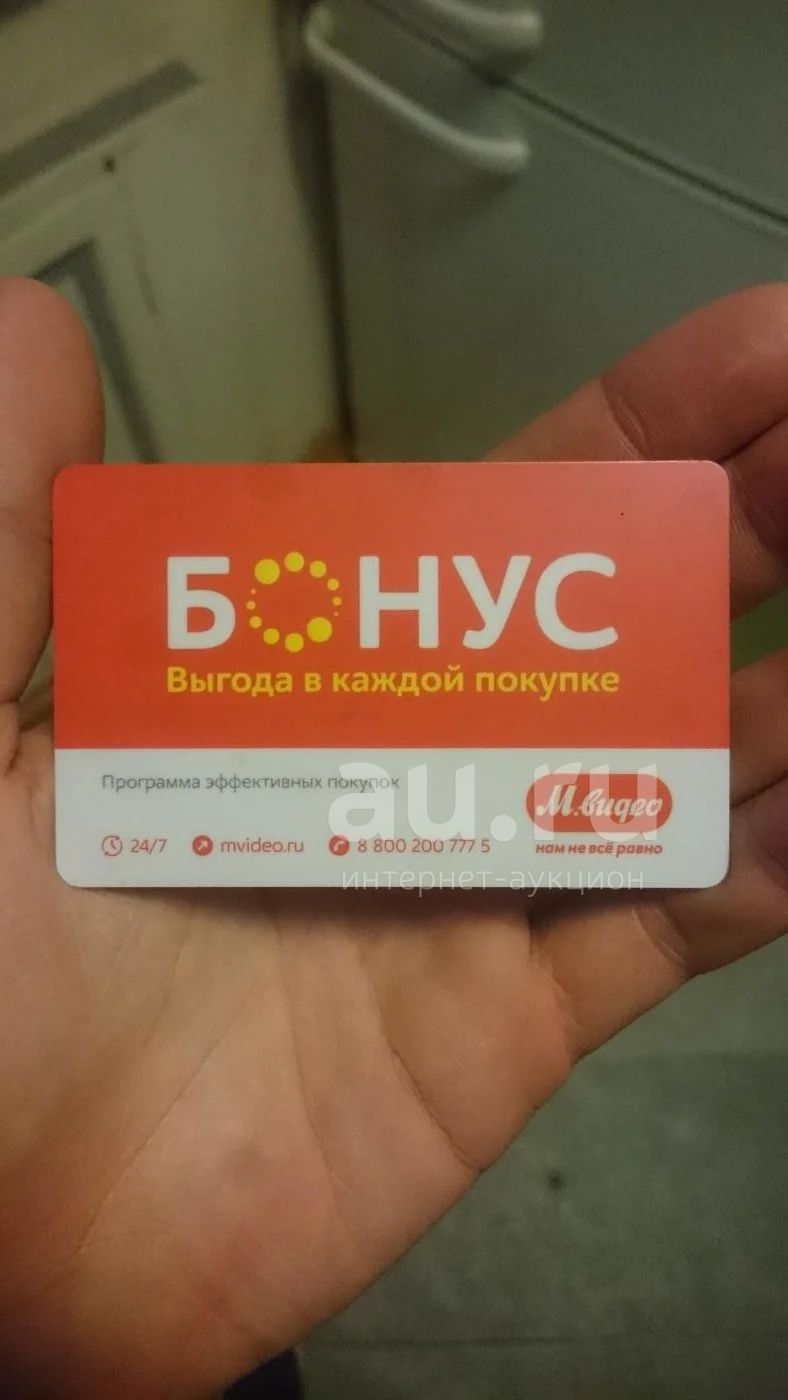 БОНУС
Выгода в каждой покупке
Программа эффективных покупок
М.видео
24/7 mvideo.ru 8 800 200 777 5
нам не всё равно
au.ru
интернет-аукцион